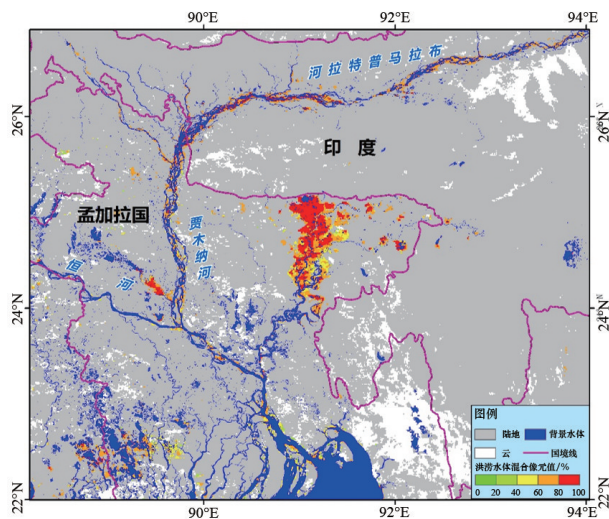 90°E 92°E 94°E
河拉特普马拉布
26°N
26°N
印度
孟加拉国
贾木纳河
恒河
24°N
24°N
图例
陆地 背景水体
云 国境线
洪涝水体混合像元值/%
0 20 40 60 80 100
22°N
22°N
90°E 92°E 94°E